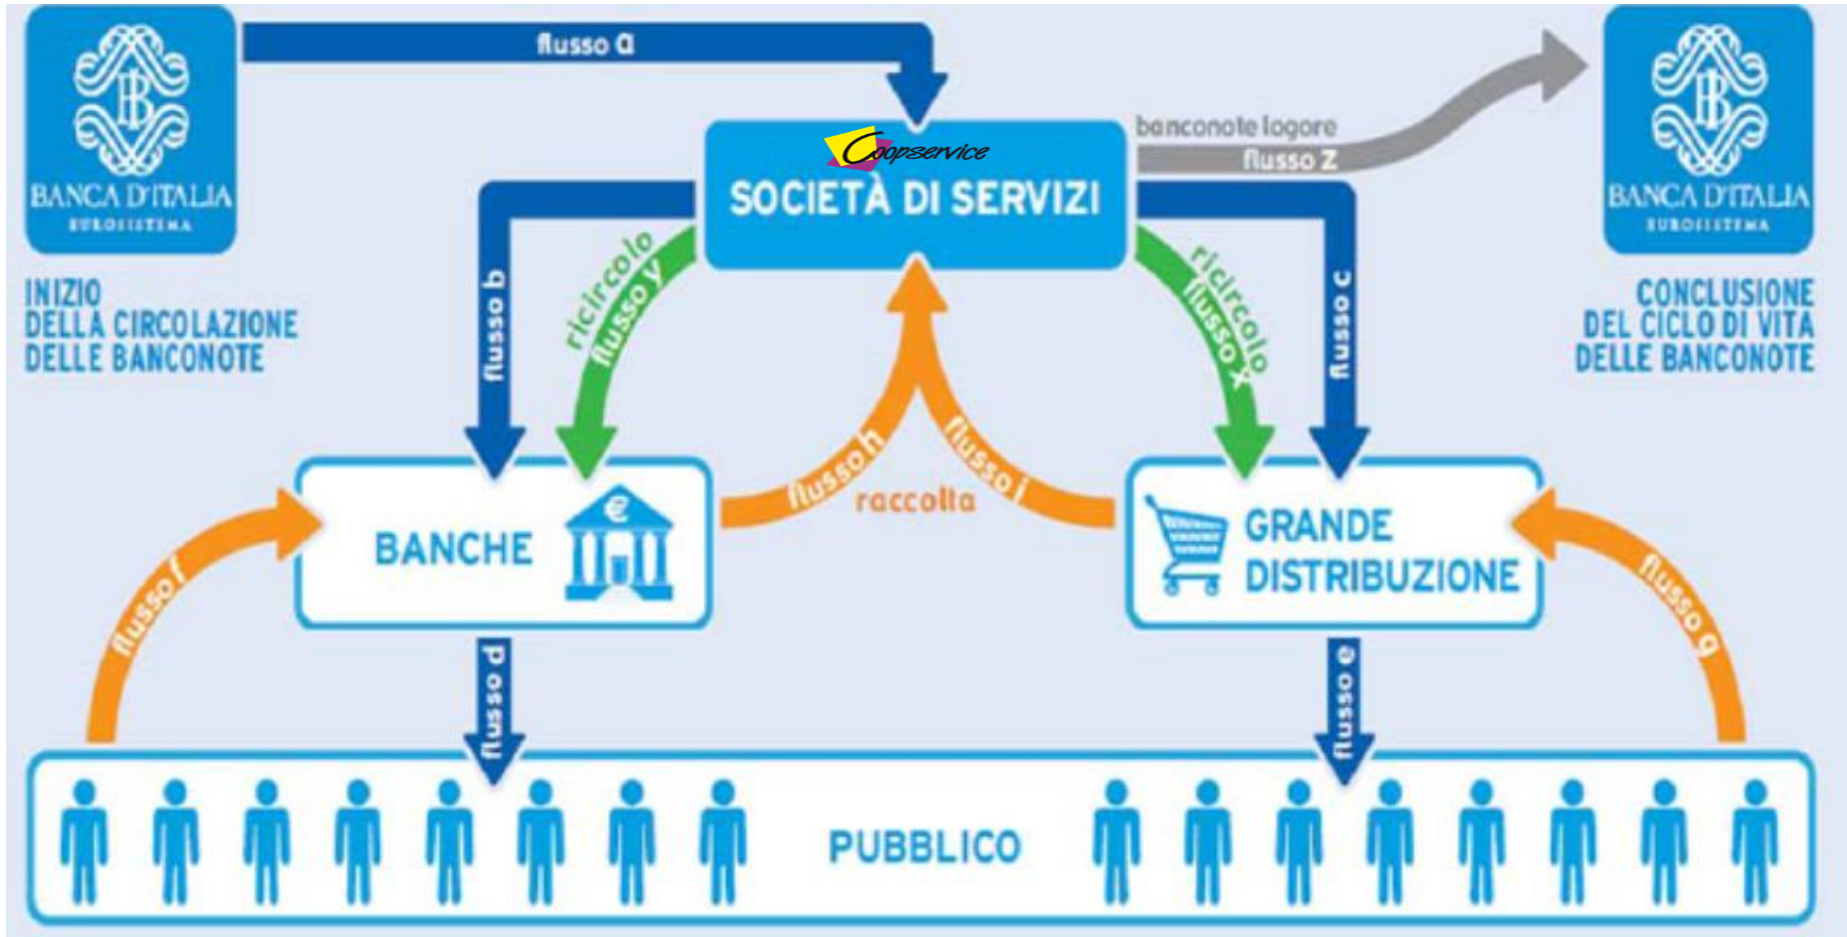 flusso a
BANCA D'ITALIA
EUROSISTEMA
INIZIO
DELLA CIRCOLAZIONE
DELLE BANCONOTE
Coopservice
SOCIETÀ DI SERVIZI
banconote logore
flusso z
BANCA D'ITALIA
EUROSISTEMA
CONCLUSIONE
DEL CICLO DI VITA
DELLE BANCONOTE
flusso b
ricircolo
flusso y
ricircolo
flusso x
flusso c
flusso h
flusso i
raccolta
flusso f
BANCHE
€
GRANDE
DISTRIBUZIONE
flusso g
flusso d
flusso e
PUBBLICO